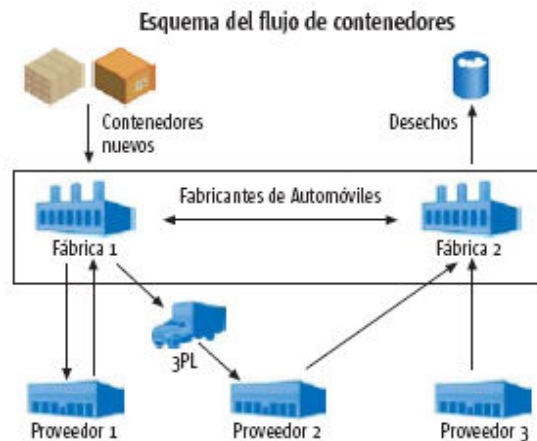 Esquema del flujo de contenedores
Contenedores
nuevos
Desechos
Fabricantes de Automóviles
Fábrica 1
Fábrica 2
3PL
Proveedor 1
Proveedor 2
Proveedor 3